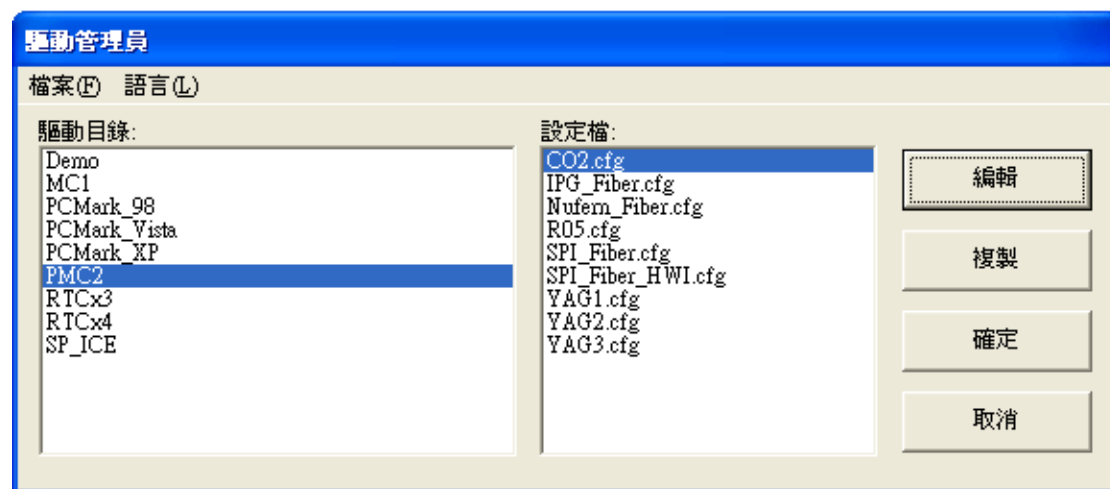 驅動管理員
檔案(F) 語言(L)
驅動目錄:
Demo
MC1
PCMark_98
PCMark_Vista
PCMark_XP
PMC2
RTCx3
RTCx4
SP_ICE
設定檔:
CO2.cfg
IPG_Fiber.cfg
Nufern_Fiber.cfg
R05.cfg
SPI_Fiber.cfg
SPI_Fiber_HWI.cfg
YAG1.cfg
YAG2.cfg
YAG3.cfg
編輯
複製
確定
取消